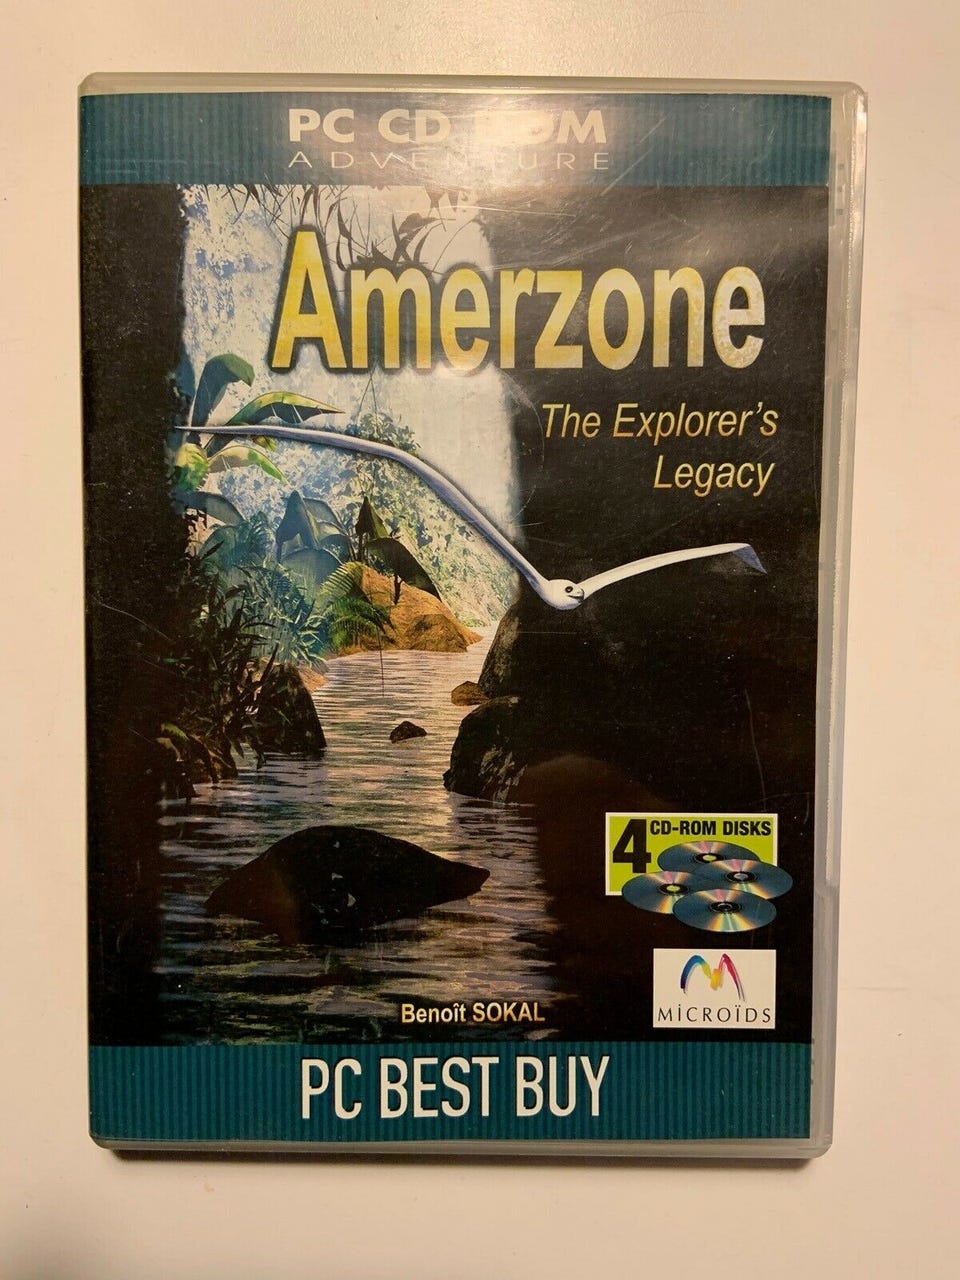 PC CD-ROM
ADVENTURE
Amerzone
The Explorer's
Legacy
4 CD-ROM DISKS
MiCROÏDS
Benoît SOKAL
PC BEST BUY